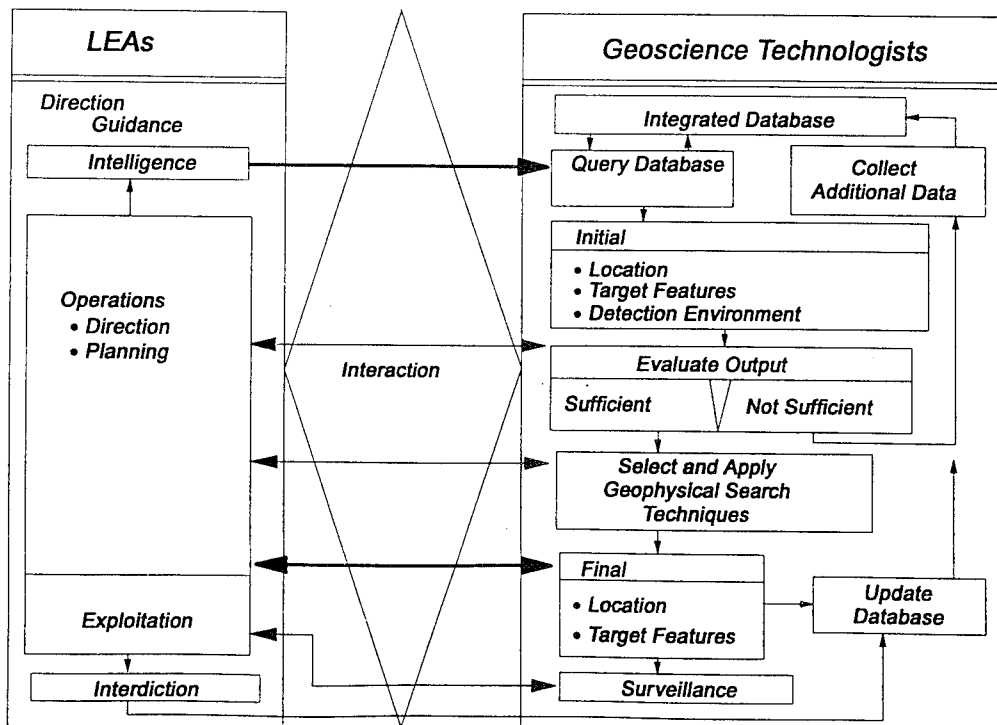 LEAs
Direction
Guidance
Intelligence
Operations
• Direction
• Planning
Exploitation
Interdiction
Interaction
Geoscience Technologists
Integrated Database
Query Database
Collect
Additional Data
Initial
• Location
• Target Features
• Detection Environment
Evaluate Output
Sufficient
Not Sufficient
Select and Apply
Geophysical Search
Techniques
Final
• Location
• Target Features
Update
Database
Surveillance